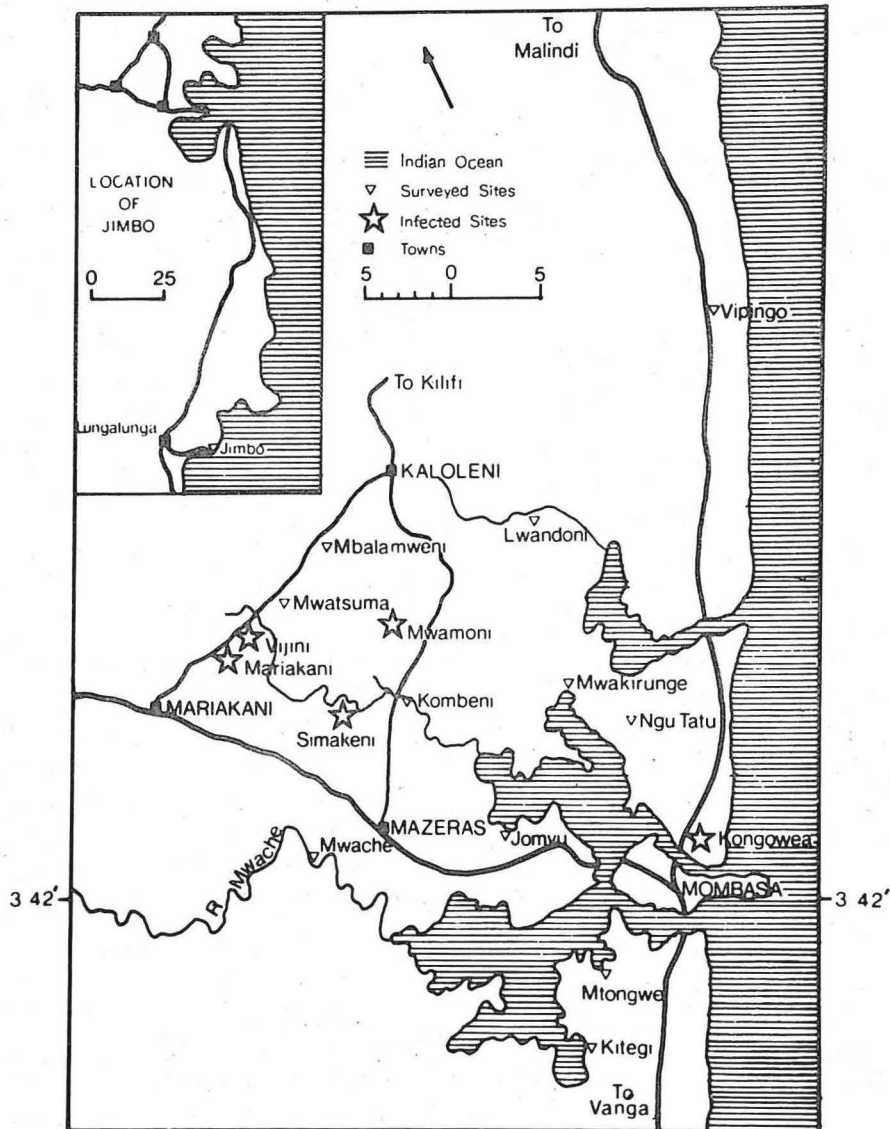 To
Malindi
LOCATION
OF
JIMBO
0 25
Lungalunga
Jimbo
Indian Ocean
Surveyed Sites
Infected Sites
Towns
5 0 5
Vipingo
To Kilifi
KALOLENI
Lwandoni
Mbalamweni
Mwatsuma
Mwamoni
Vijini
Mariakani
MARIAKANI
Simakeni
Kombeni
Mwakirunge
Ngu Tatu
MAZERAS
Jomvu
Kongowea
R Mwache
Mwache
MOMBASA
3 42'
3 42'
Mtongwe
Kitegi
To
Vanga